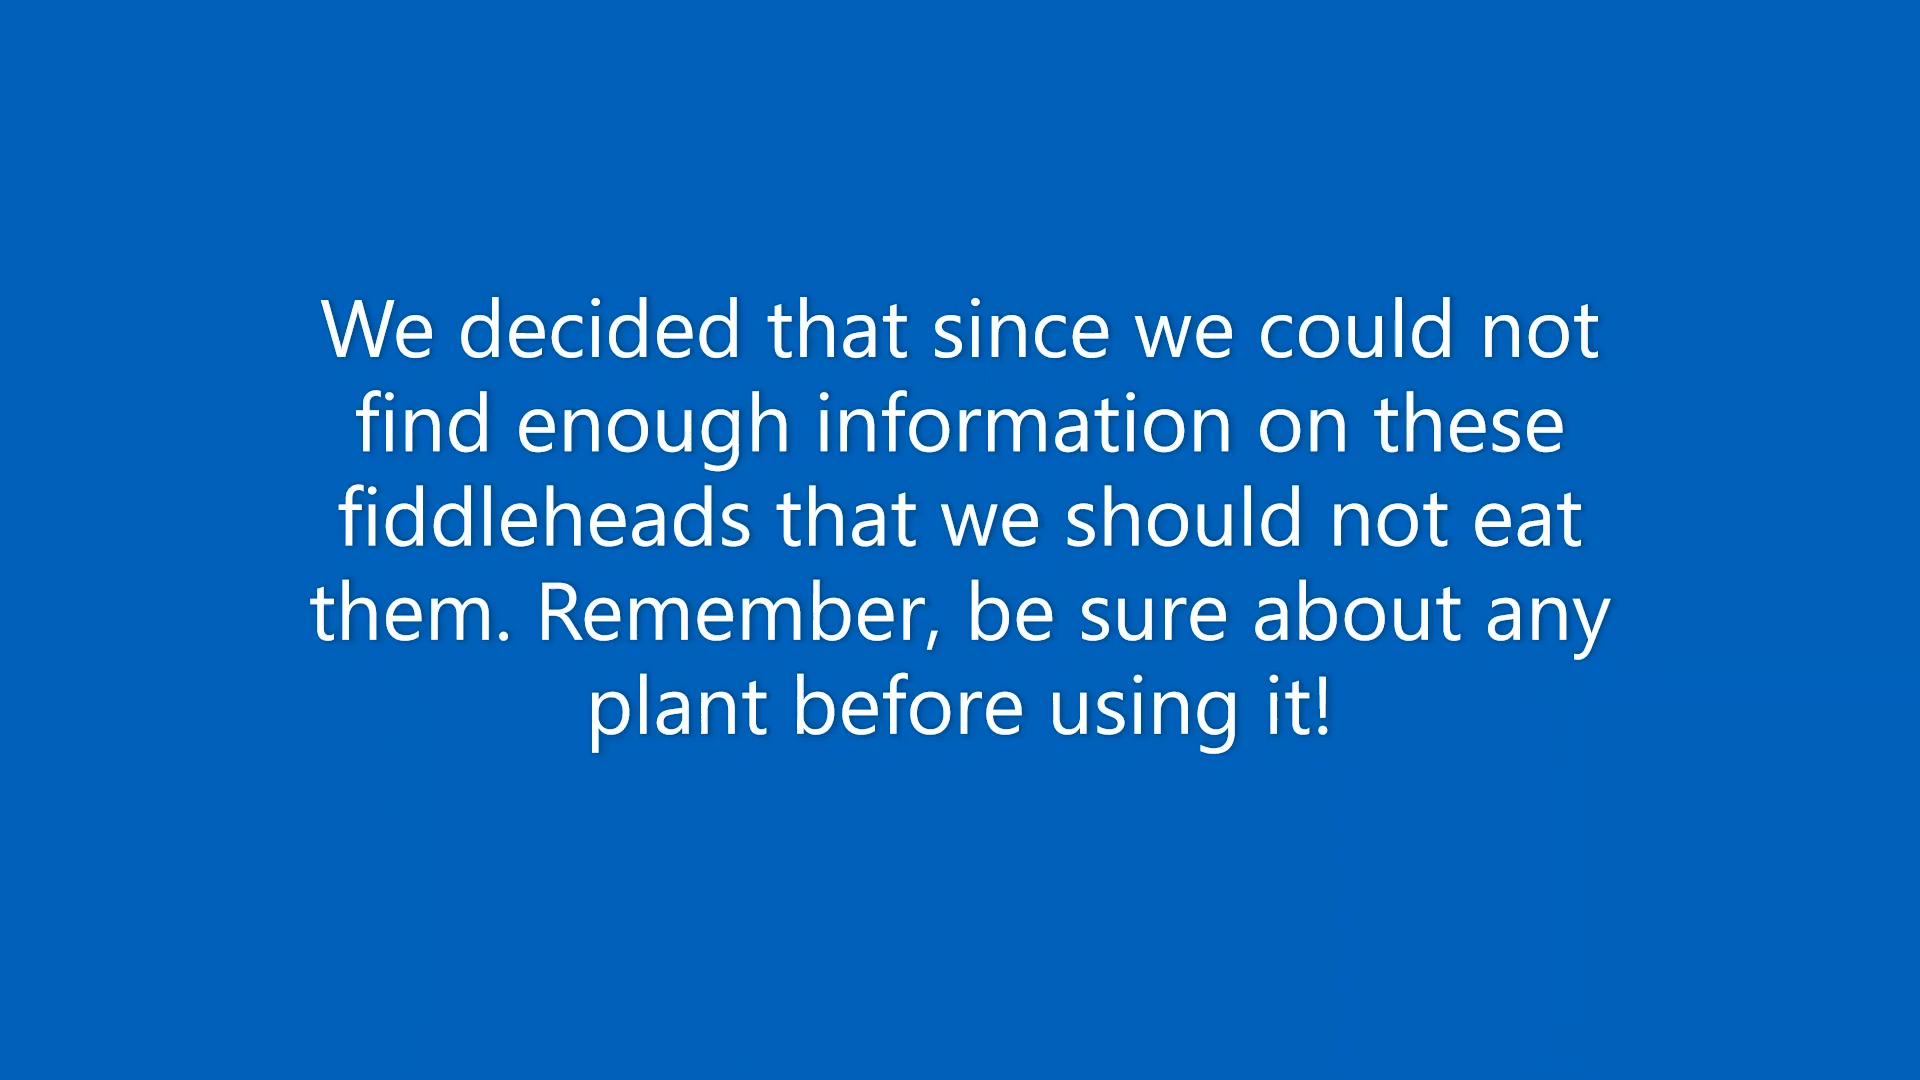 We decided that since we could not
find enough information on these
fiddleheads that we should not eat
them. Remember, be sure about any
plant before using it!